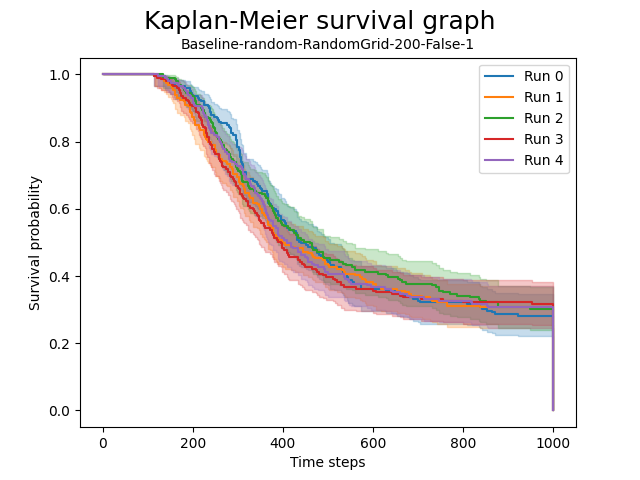 Kaplan-Meier survival graph
Baseline-random-RandomGrid-200-False-1
Run 0
Run 1
Run 2
Run 3
Run 4
Survival probability
1.0
0.8
0.6
0.4
0.2
0.0
0 200 400 600 800 1000
Time steps